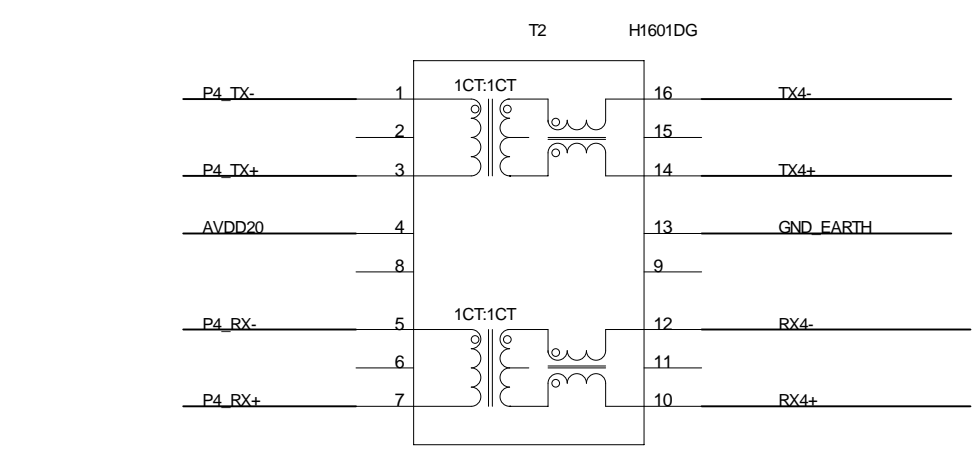 T2 H1601DG
1CT:1CT
P4_TX- 1 16 TX4-
2 15
P4_TX+ 3 14 TX4+
AVDD20 4 13 GND_EARTH
8 9
1CT:1CT
P4_RX- 5 12 RX4-
6 11
P4_RX+ 7 10 RX4+